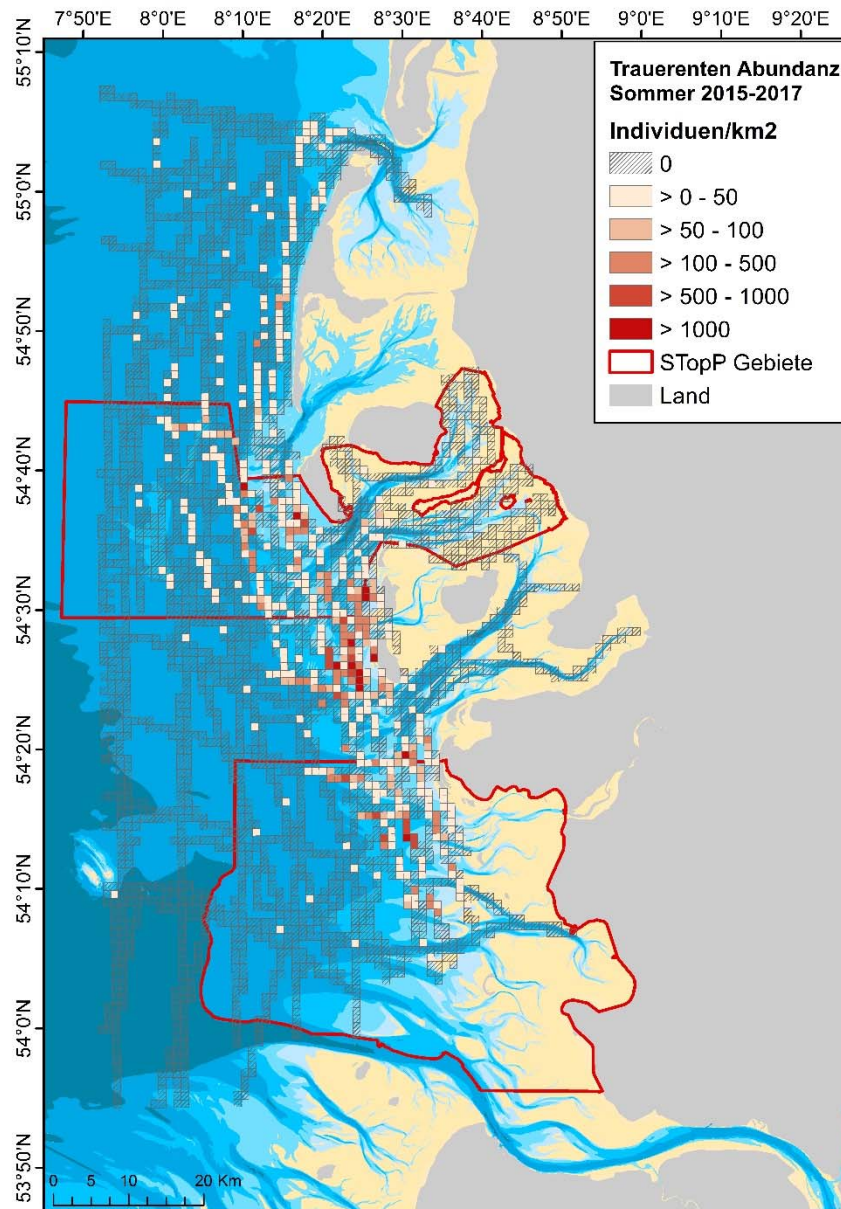 7°50'E 8°0'E 8°10'E 8°20'E 8°30'E 8°40'E 8°50'E 9°0'E 9°10'E 9°20'E
55°10'N
55°0'N
54°50'N
54°40'N
54°30'N
54°20'N
54°10'N
54°0'N
53°50'N
Trauerenten Abundanz
Sommer 2015-2017
Individuen/km2
0
> 0 - 50
> 50 - 100
> 100 - 500
> 500 - 1000
> 1000
STopP Gebiete
Land
0 5 10 20 Km